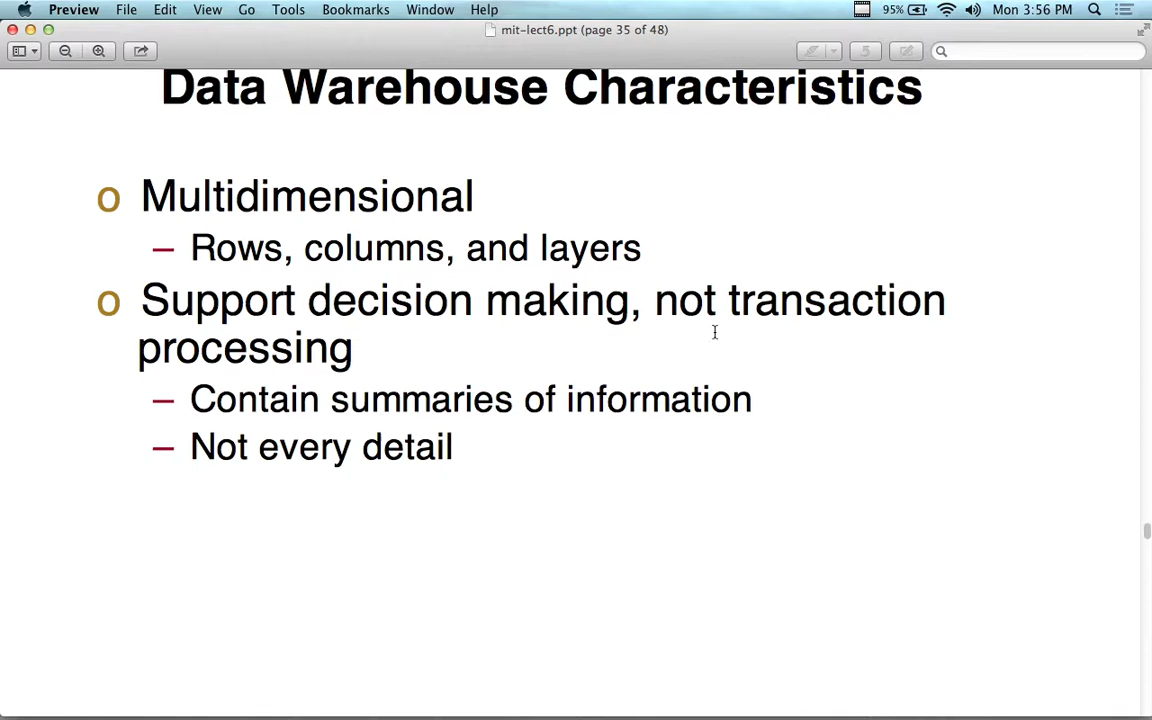 Preview File Edit View Go Tools Bookmarks Window Help 95% Mon 3:56 PM
mit-lect6.ppt (page 35 of 48)
Data Warehouse Characteristics
o Multidimensional
– Rows, columns, and layers
o Support decision making, not transaction
processing
– Contain summaries of information
– Not every detail